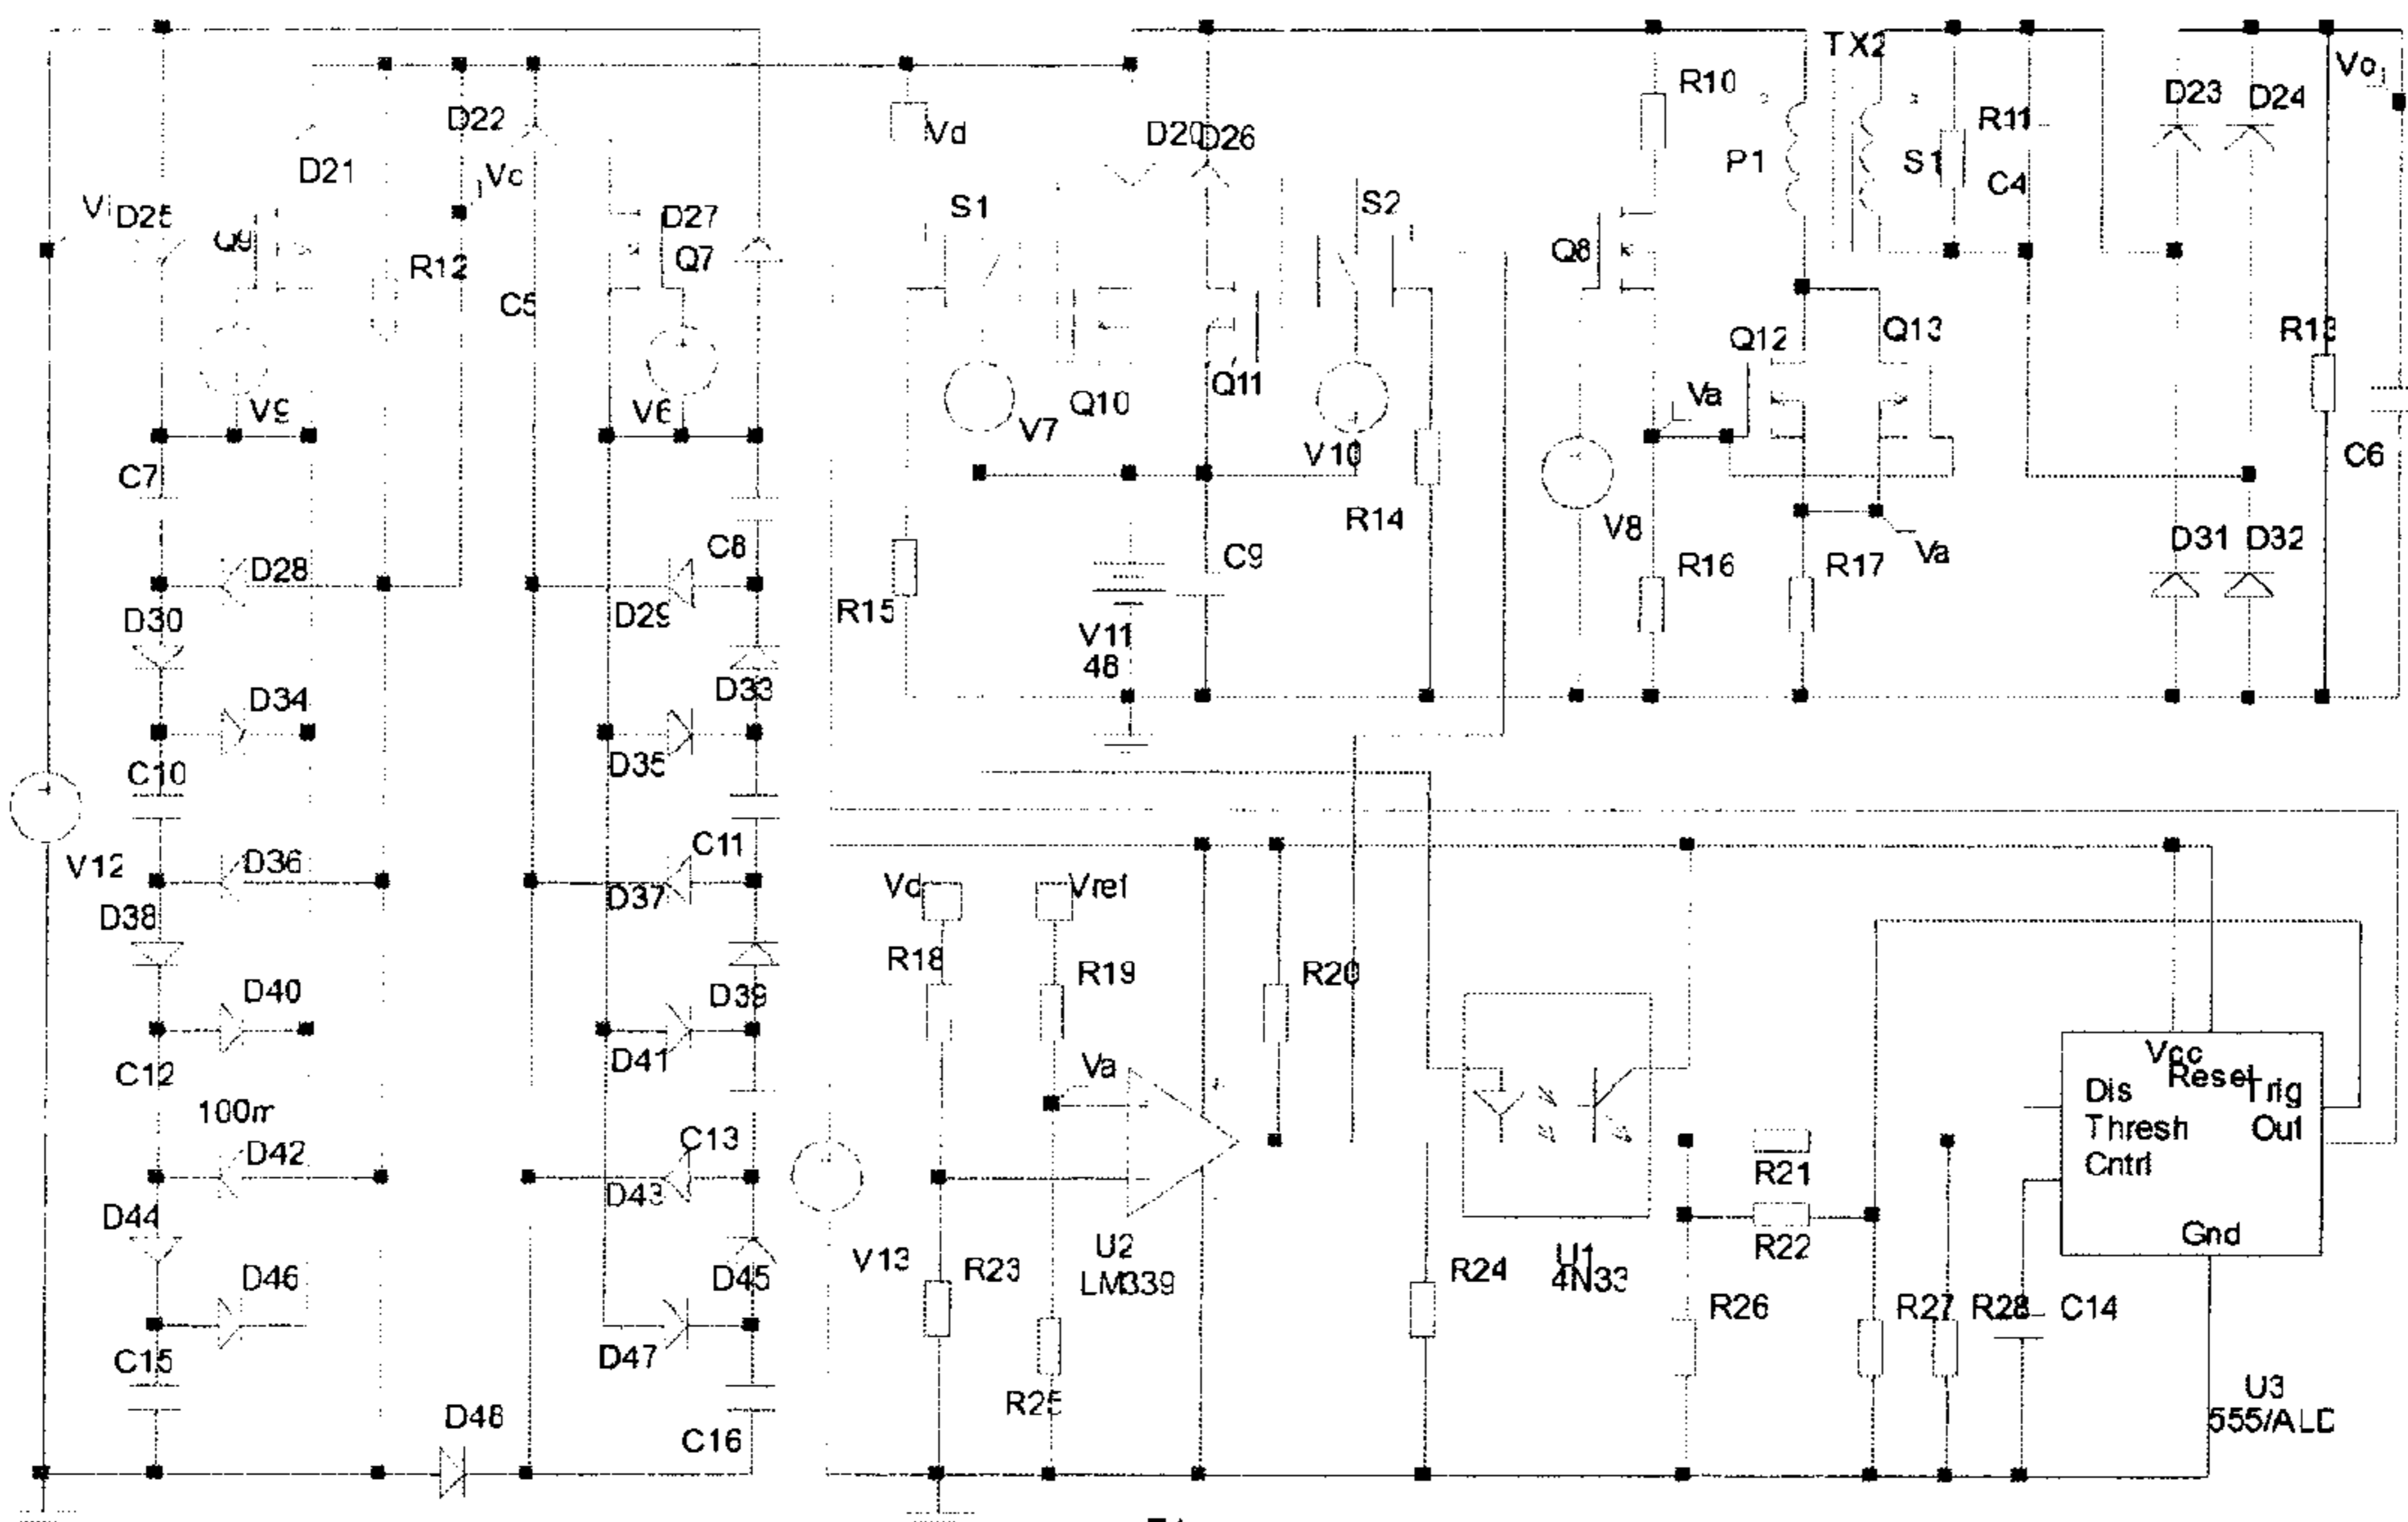 TX2
Vo
R10
D23
D24
D22
Vd
D20
D26
R11
D21
P1
S1
Vc
C4
Vi
D25
S1
S2
D27
Q9
Q7
Q8
R12
C5
Q12
Q13
R13
Q11
Va
V9
V6
Q10
V7
V10
C6
C7
R14
V8
C8
C9
Va
D31
D32
D28
R16
R17
D29
R15
D30
V11
48
D33
D34
D35
C10
C11
V12
D36
D37
Vd
Vref
D38
R18
R19
R20
D40
D39
D41
Va
Vcc
C12
Reset
Trig
Dis
100m
Thresh
Out
C13
Cntrl
D42
R21
D43
D44
Gnd
V13
U2
R22
D46
D45
R23
LM339
R24
U1
4N33
R26
R27
R28
C14
C15
D47
R25
U3
D48
555/ALD
C16